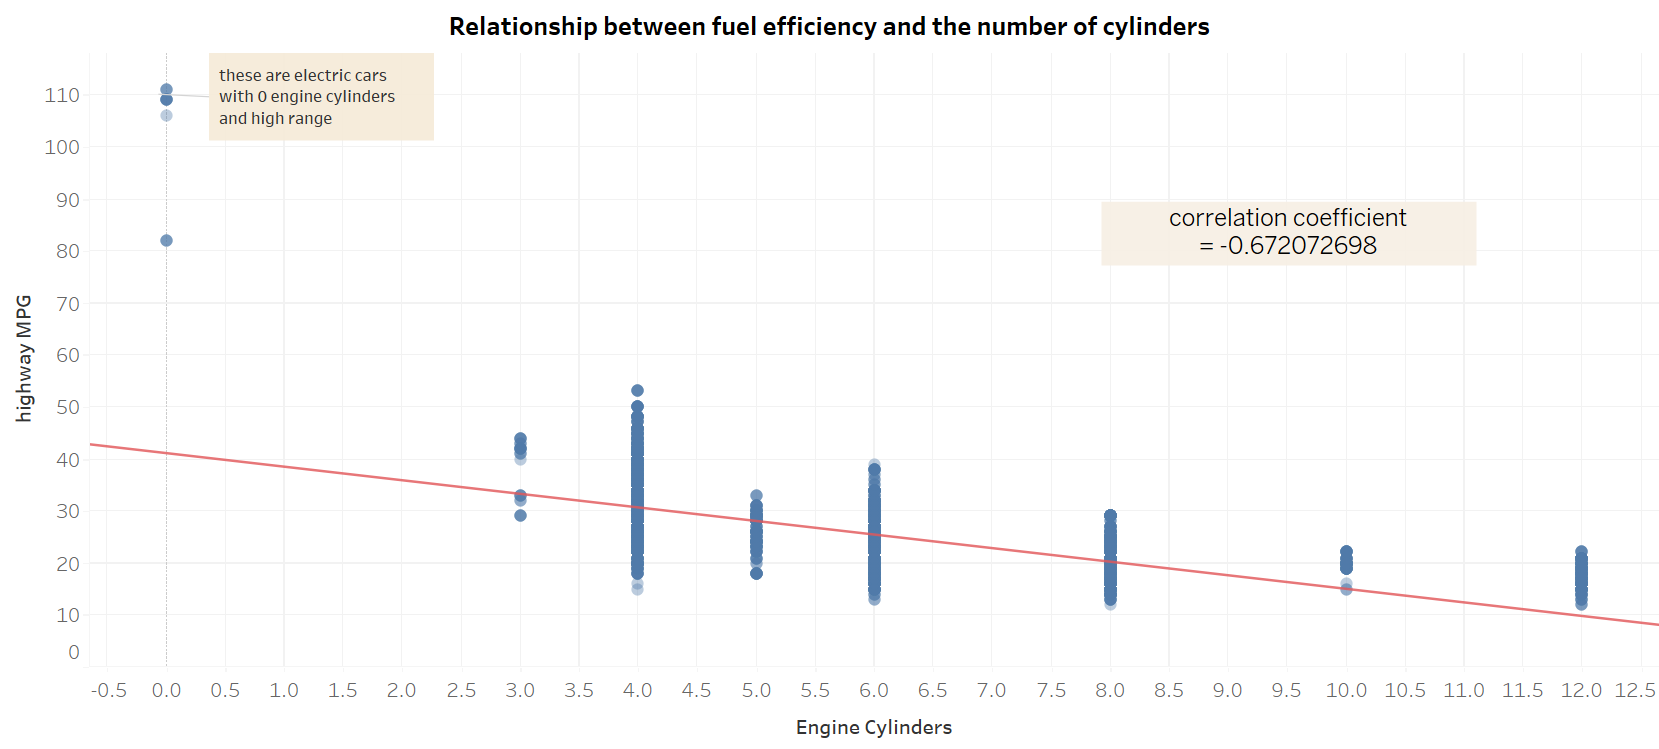 Relationship between fuel efficiency and the number of cylinders
these are electric cars
with 0 engine cylinders
and high range
correlation coefficient
= -0.672072698
highway MPG
110
100
90
80
70
60
50
40
30
20
10
0
-0.5 0.0 0.5 1.0 1.5 2.0 2.5 3.0 3.5 4.0 4.5 5.0 5.5 6.0 6.5 7.0 7.5 8.0 8.5 9.0 9.5 10.0 10.5 11.0 11.5 12.0 12.5
Engine Cylinders